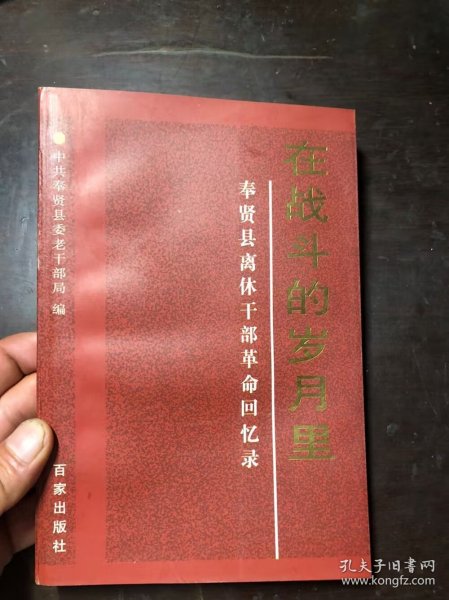 在战斗的岁月里
奉贤县离休干部革命回忆录
中共奉贤县委老干部局 编
百家出版社
孔夫子旧书网
www.kongfz.com